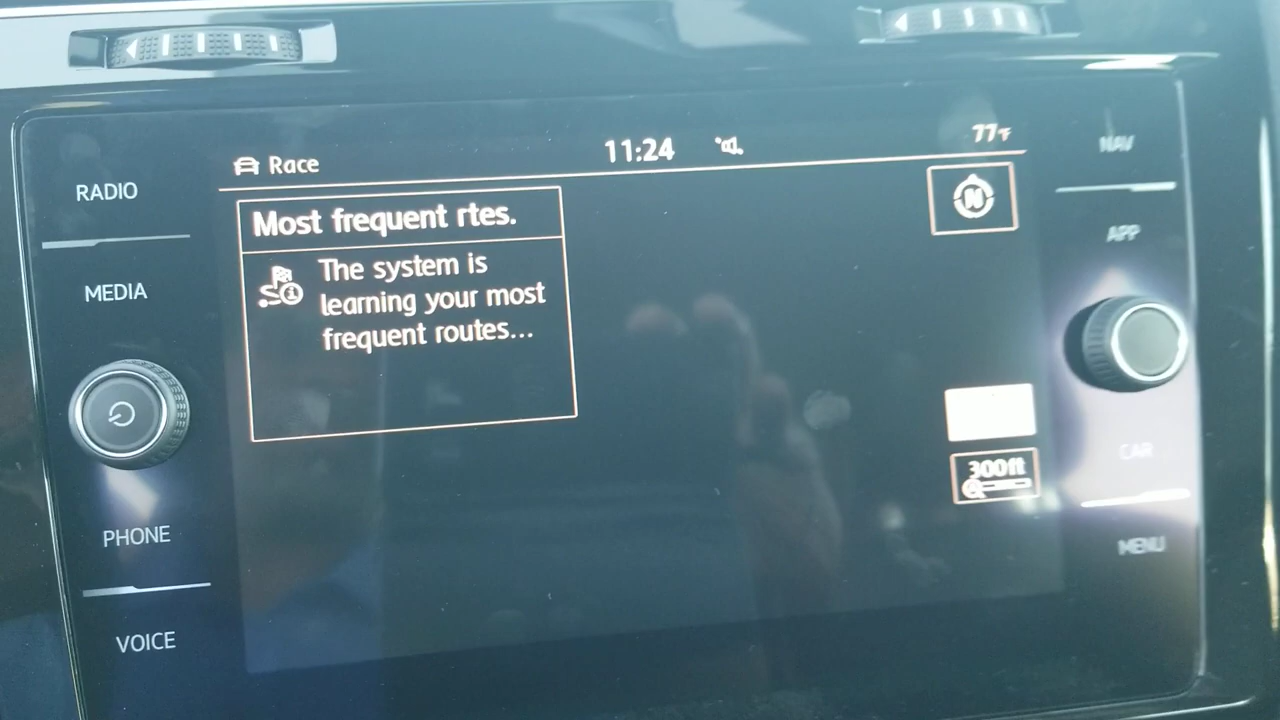 Race
11:24
77°F
NAV
RADIO
N
Most frequent rtes.
APP
The system is
learning your most
frequent routes...
MEDIA
CAR
300ft
PHONE
MENU
VOICE